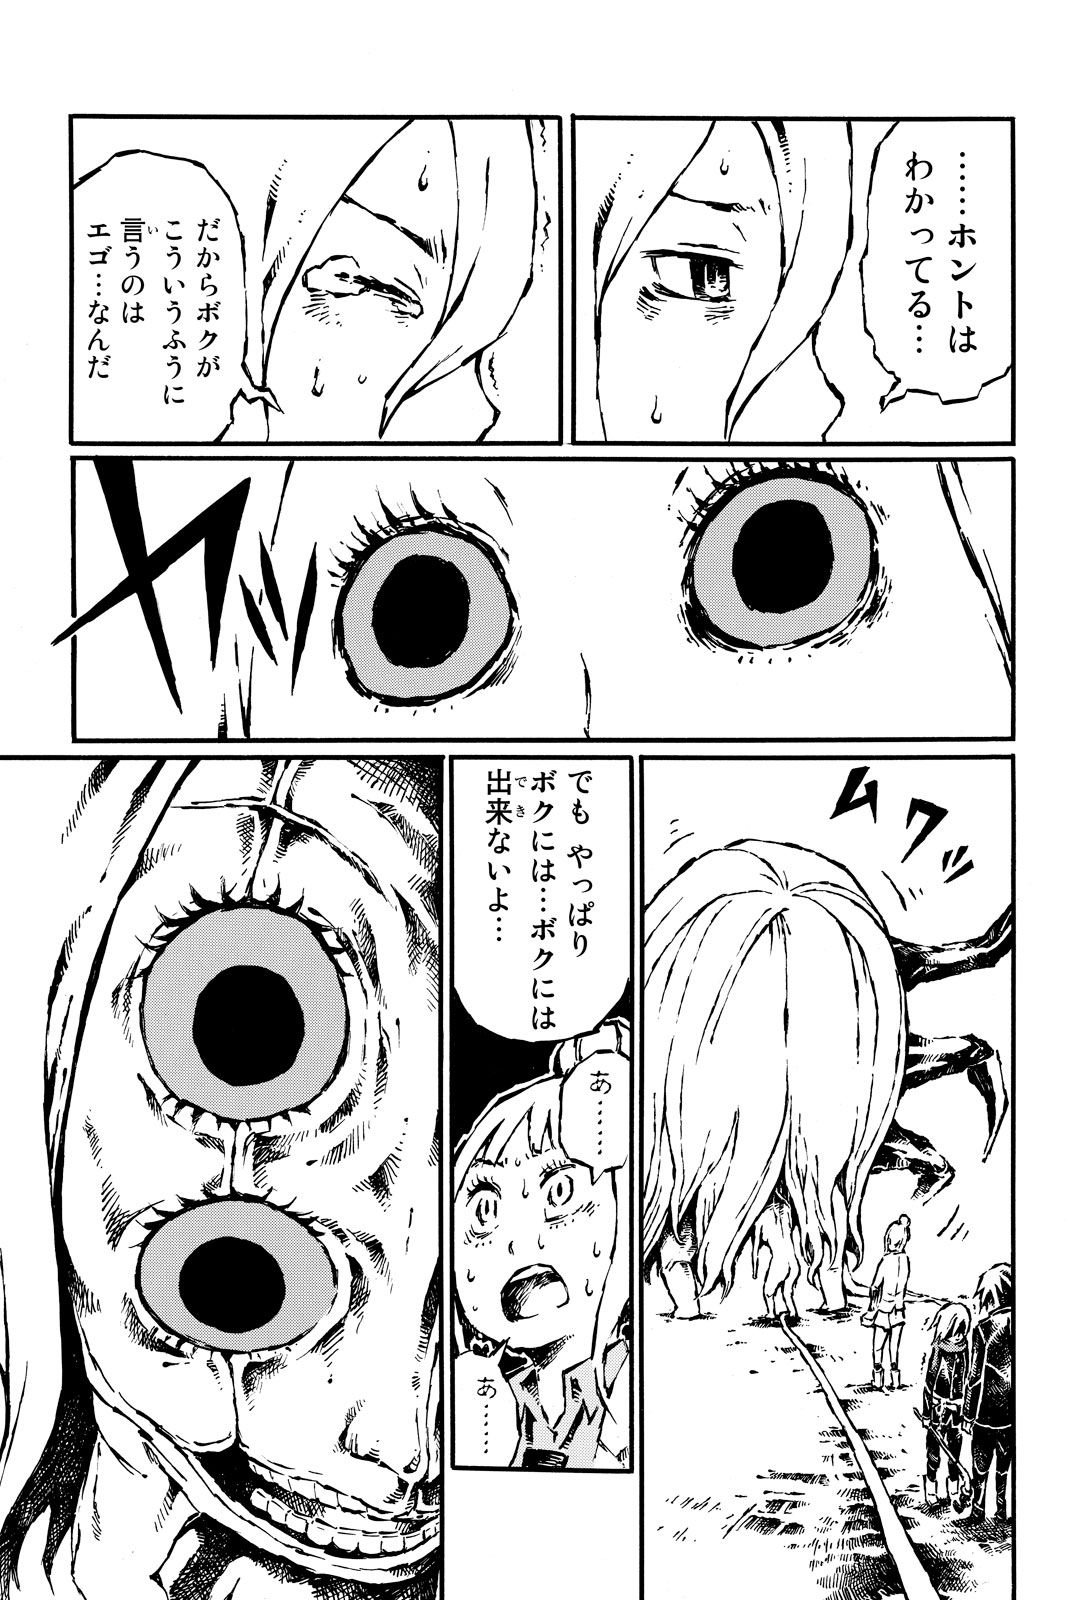 ……ホントは
わかってる…
だからボクが
こういうふうに
言うのは
エゴ…なんだ
カッ
ムクッ
でも やっぱり
ボクには…ボクには
出来ないよ…
あ……
あ……